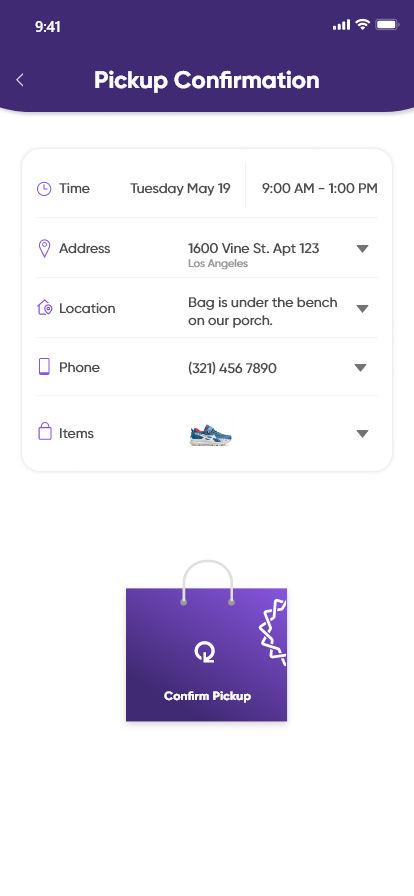 9:41
Pickup Confirmation
Time Tuesday May 19 9:00 AM - 1:00 PM
Address 1600 Vine St. Apt 123
Los Angeles
Location Bag is under the bench
on our porch.
Phone (321) 456 7890
Items
Confirm Pickup